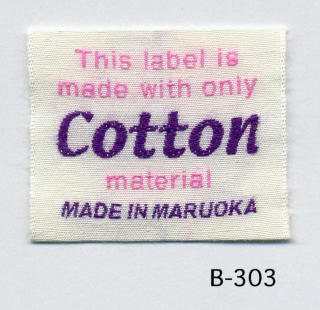 This label is
made with only
Cotton
material
MADE IN MARUOKA
B-303